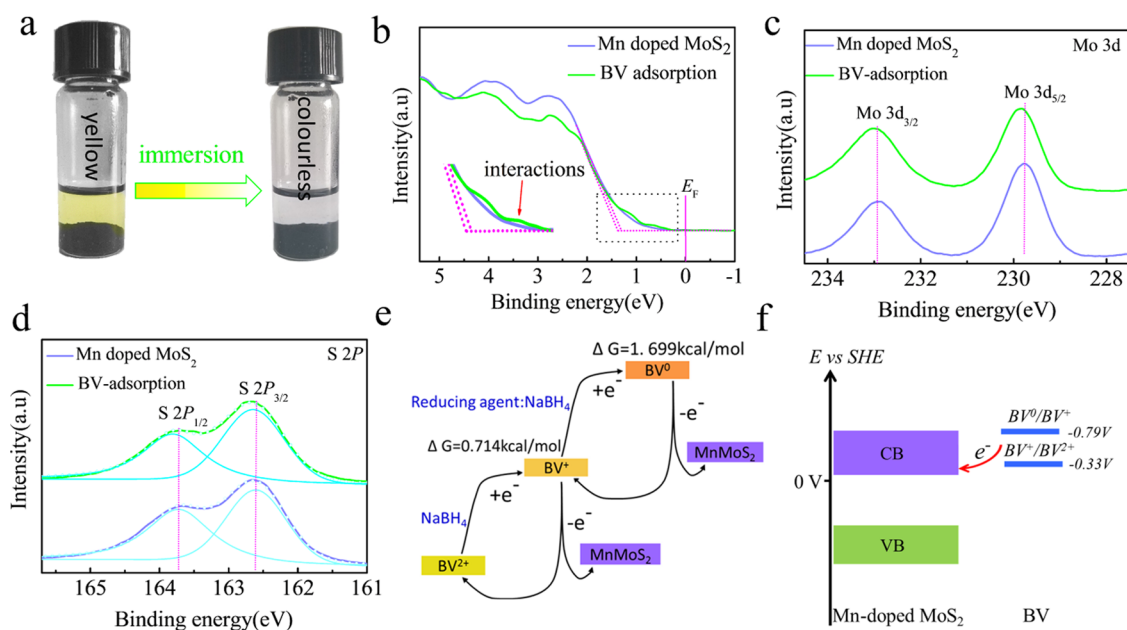 a
yellow
immersion
colourless
b
Mn doped MoS₂
BV adsorption
interactions
E_F
Intensity(a.u)
5 4 3 2 1 0 -1
Binding energy(eV)
c
Mn doped MoS₂
BV-adsorption
Mo 3d
Mo 3d₃/₂
Mo 3d₅/₂
Intensity(a.u)
234 232 230 228
Binding energy(eV)
d
Mn doped MoS₂
BV-adsorption
S 2P
S 2P₁/₂
S 2P₃/₂
Intensity(a.u)
165 164 163 162 161
Binding energy(eV)
e
Δ G=1. 699kcal/mol
BV⁰
+e⁻
Reducing agent:NaBH₄
-e⁻
Δ G=0.714kcal/mol
MnMoS₂
BV⁺
+e⁻
NaBH₄
-e⁻
BV²⁺
MnMoS₂
f
E vs SHE
BV⁰/BV⁺
-0.79V
CB
e⁻
BV⁺/BV²⁺
-0.33V
0 V
VB
Mn-doped MoS₂ BV